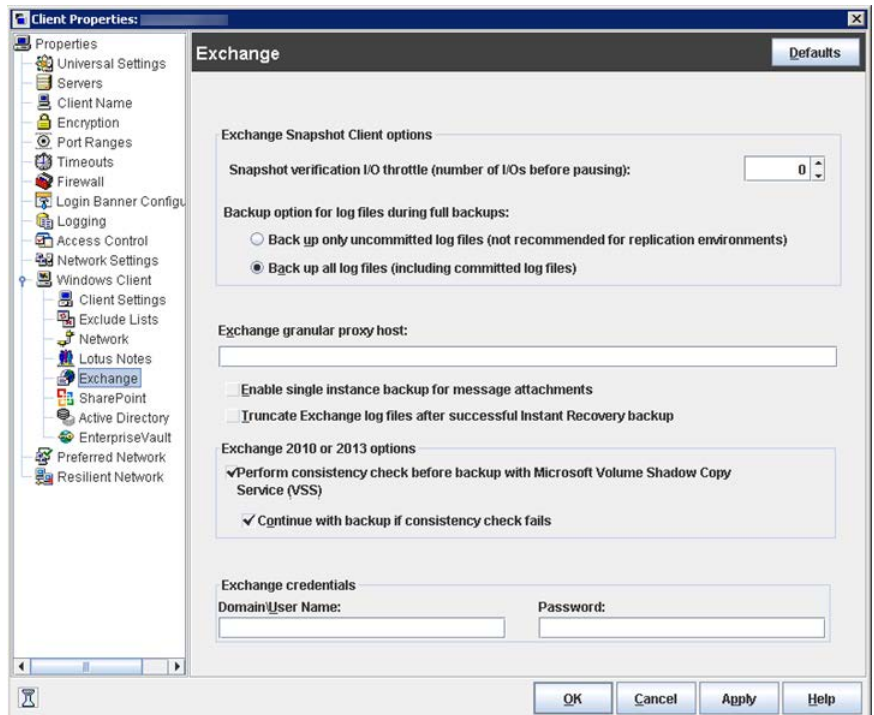 Client Properties:
Properties
Universal Settings
Servers
Client Name
Encryption
Port Ranges
Timeouts
Firewall
Login Banner Configu
Logging
Access Control
Network Settings
Windows Client
Client Settings
Exclude Lists
Network
Lotus Notes
Exchange
SharePoint
Active Directory
EnterpriseVault
Preferred Network
Resilient Network
Exchange
Defaults
Exchange Snapshot Client options
Snapshot verification I/O throttle (number of I/Os before pausing):
0
Backup option for log files during full backups:
Back up only uncommitted log files (not recommended for replication environments)
Back up all log files (including committed log files)
Exchange granular proxy host:
Enable single instance backup for message attachments
Truncate Exchange log files after successful Instant Recovery backup
Exchange 2010 or 2013 options
Perform consistency check before backup with Microsoft Volume Shadow Copy
Service (VSS)
Continue with backup if consistency check fails
Exchange credentials
Domain\User Name:
Password:
OK
Cancel
Apply
Help